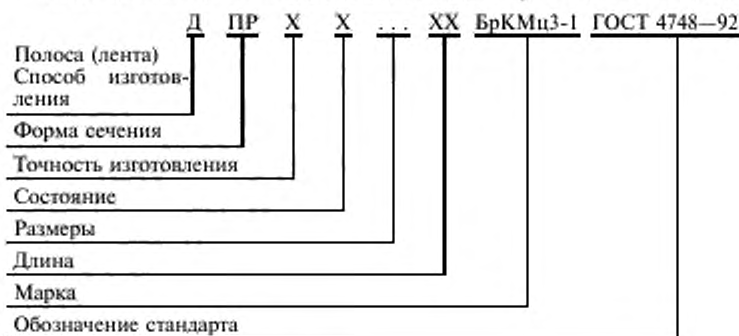 Д ПР Х Х ... ХХ БрКМц3-1 ГОСТ 4748—92
Полоса (лента)
Способ изготов-
ления
Форма сечения
Точность изготовления
Состояние
Размеры
Длина
Марка
Обозначение стандарта